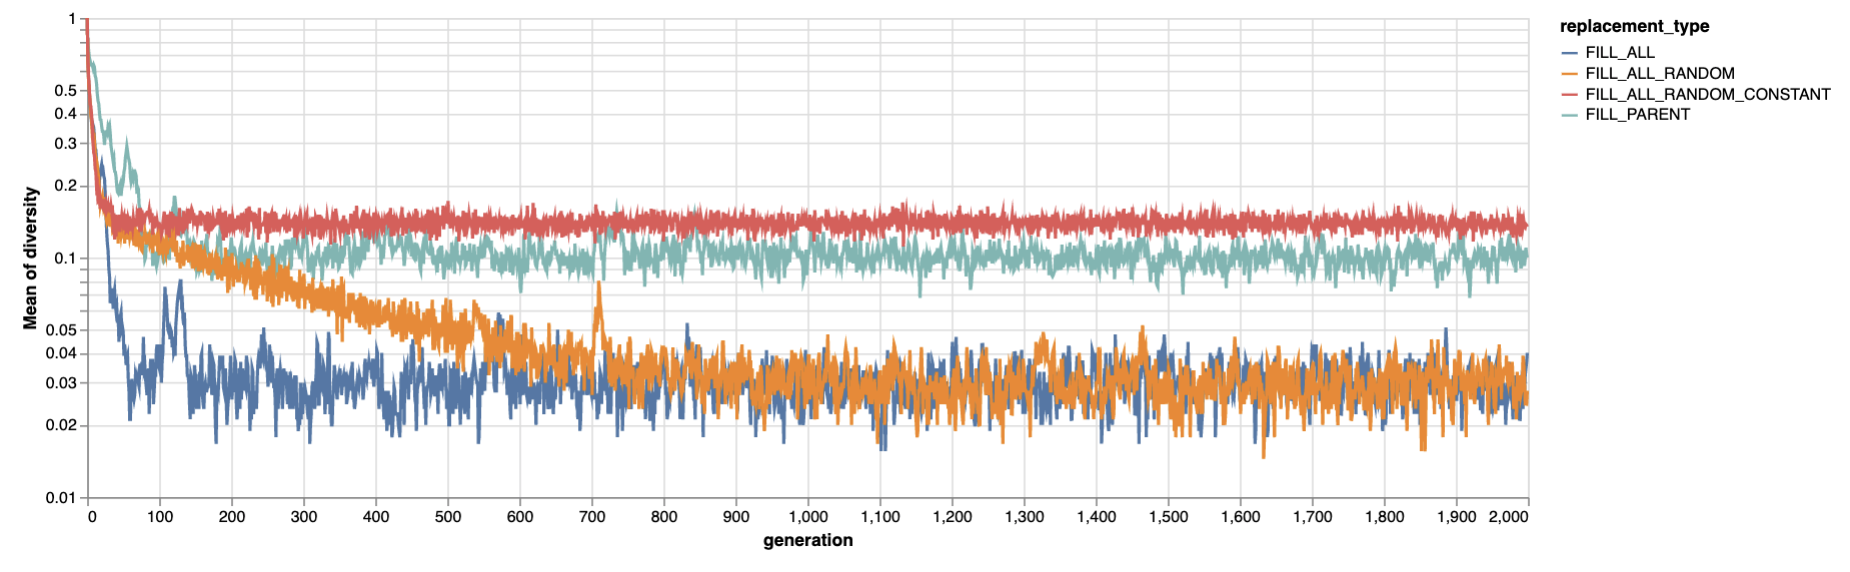 replacement_type
FILL_ALL
FILL_ALL_RANDOM
FILL_ALL_RANDOM_CONSTANT
FILL_PARENT
Mean of diversity
1
0.5
0.4
0.3
0.2
0.1
0.05
0.04
0.03
0.02
0.01
0 100 200 300 400 500 600 700 800 900 1,000 1,100 1,200 1,300 1,400 1,500 1,600 1,700 1,800 1,900 2,000
generation